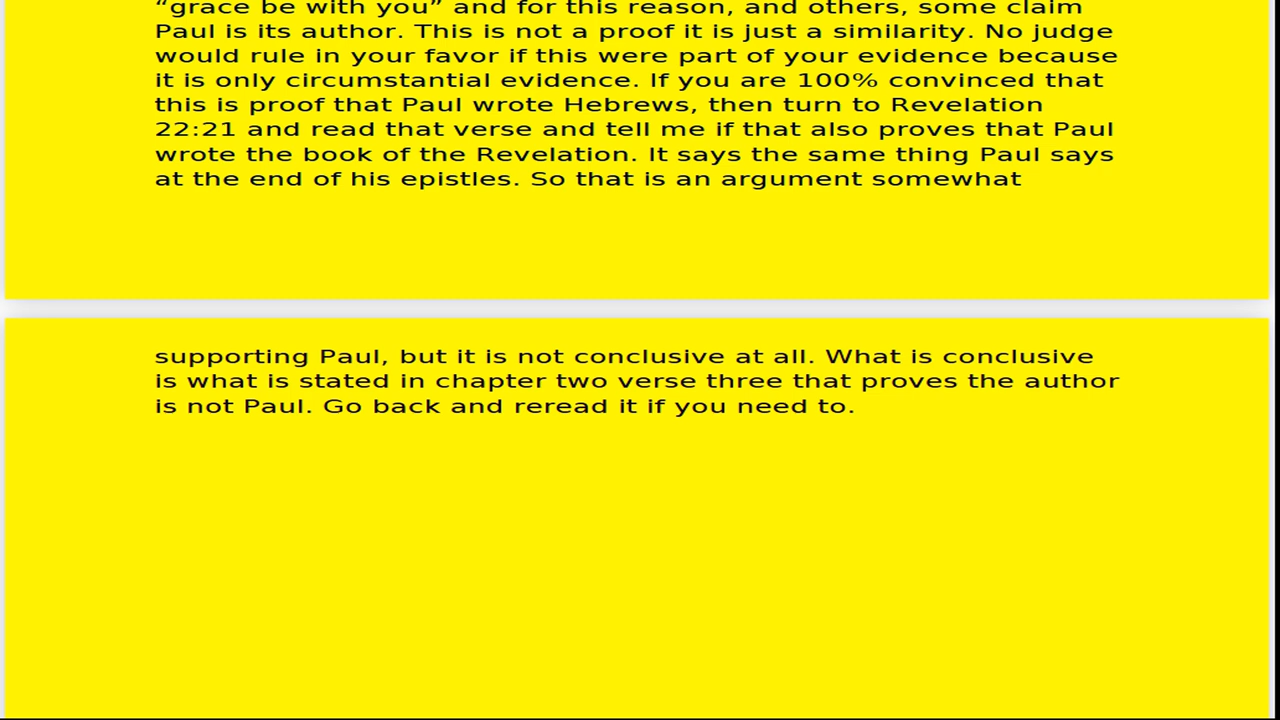 “grace be with you” and for this reason, and others, some claim
Paul is its author. This is not a proof it is just a similarity. No judge
would rule in your favor if this were part of your evidence because
it is only circumstantial evidence. If you are 100% convinced that
this is proof that Paul wrote Hebrews, then turn to Revelation
22:21 and read that verse and tell me if that also proves that Paul
wrote the book of the Revelation. It says the same thing Paul says
at the end of his epistles. So that is an argument somewhat
supporting Paul, but it is not conclusive at all. What is conclusive
is what is stated in chapter two verse three that proves the author
is not Paul. Go back and reread it if you need to.